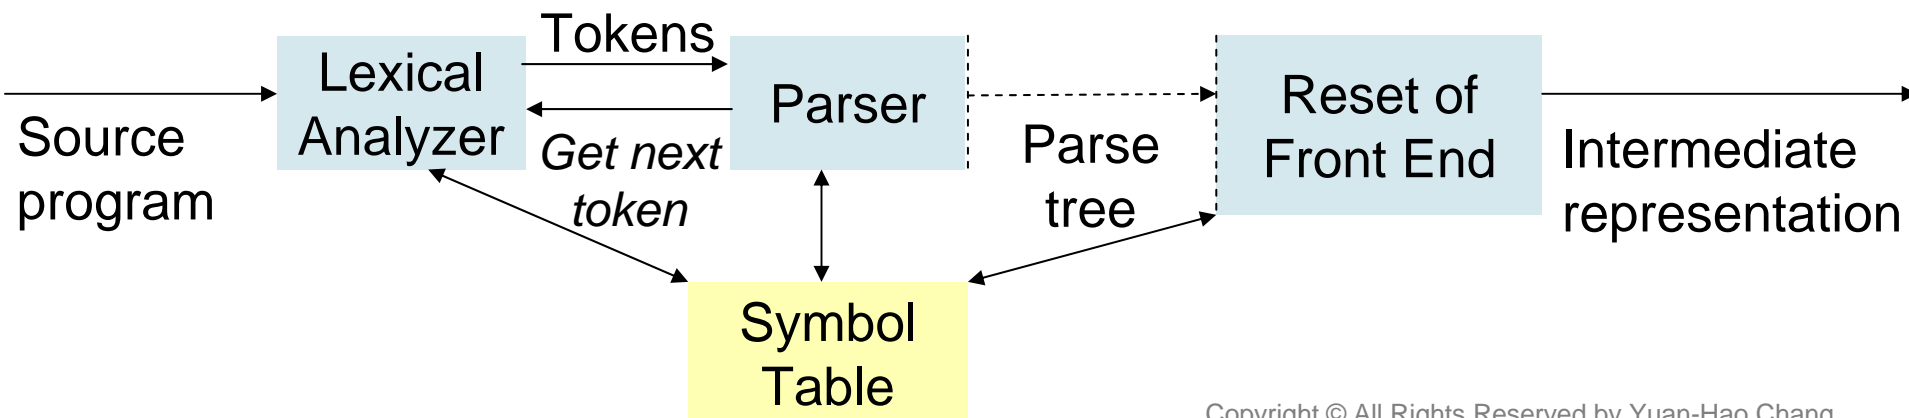 Tokens
Lexical
Analyzer
Parser
Reset of
Front End
Source
program
Get next
token
Parse
tree
Intermediate
representation
Symbol
Table
Copyright © All Rights Reserved by Yuan-Hao Chang